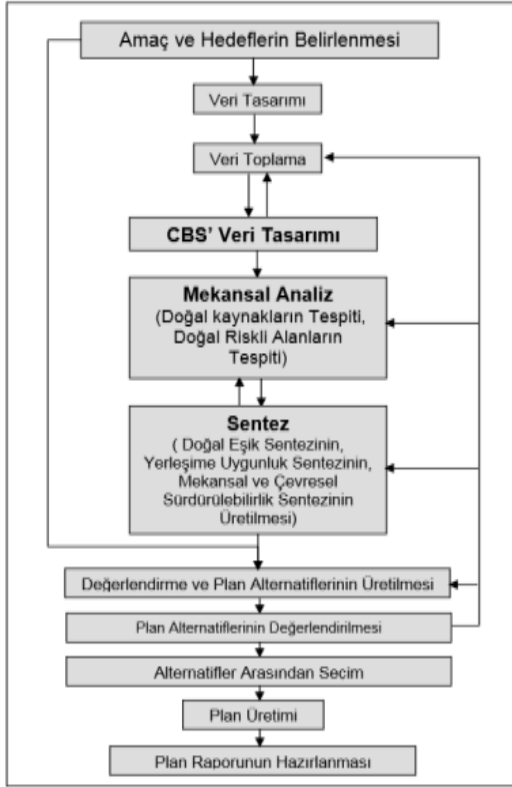 Amaç ve Hedeflerin Belirlenmesi
Veri Tasarımı
Veri Toplama
CBS' Veri Tasarımı
Mekansal Analiz
(Doğal kaynakların Tespiti,
Doğal Riskli Alanların
Tespiti)
Sentez
( Doğal Eşik Sentezinin,
Yerleşime Uygunluk Sentezinin,
Mekansal ve Çevresel
Sürdürülebilirlik Sentezinin
Üretilmesi)
Değerlendirme ve Plan Alternatiflerinin Üretilmesi
Plan Alternatiflerinin Değerlendirilmesi
Alternatifler Arasından Secim
Plan Üretimi
Plan Raporunun Hazırlanması